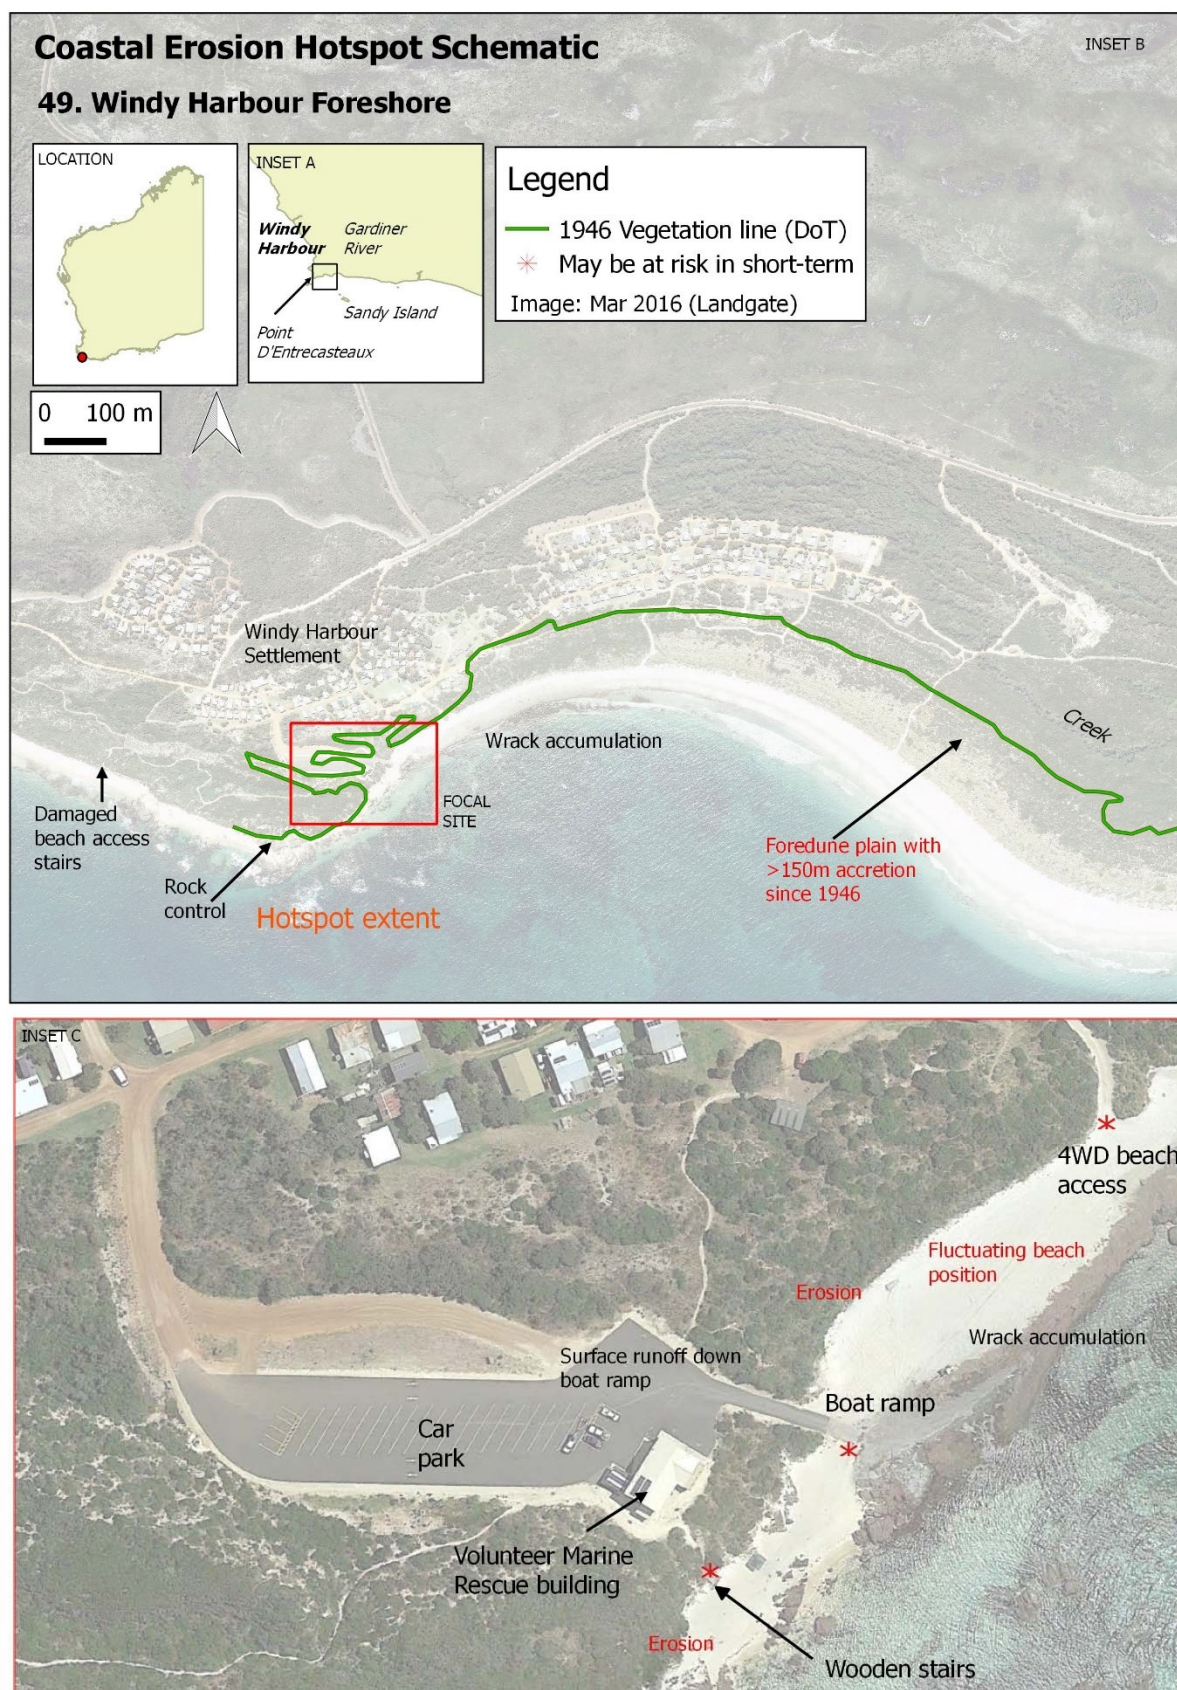 Coastal Erosion Hotspot Schematic
INSET B
49. Windy Harbour Foreshore
LOCATION
INSET A
Windy
Harbour
Gardiner
River
Sandy Island
Point
D'Entrecasteaux
Legend
1946 Vegetation line (DoT)
May be at risk in short-term
Image: Mar 2016 (Landgate)
0 100 m
Windy Harbour
Settlement
Wrack accumulation
Creek
Damaged
beach access
stairs
FOCAL
SITE
Rock
control
Hotspot extent
Foredune plain with
>150m accretion
since 1946
INSET C
4WD beach
access
Fluctuating beach
position
Erosion
Wrack accumulation
Surface runoff down
boat ramp
Boat ramp
Car
park
Volunteer Marine
Rescue building
Erosion
Wooden stairs